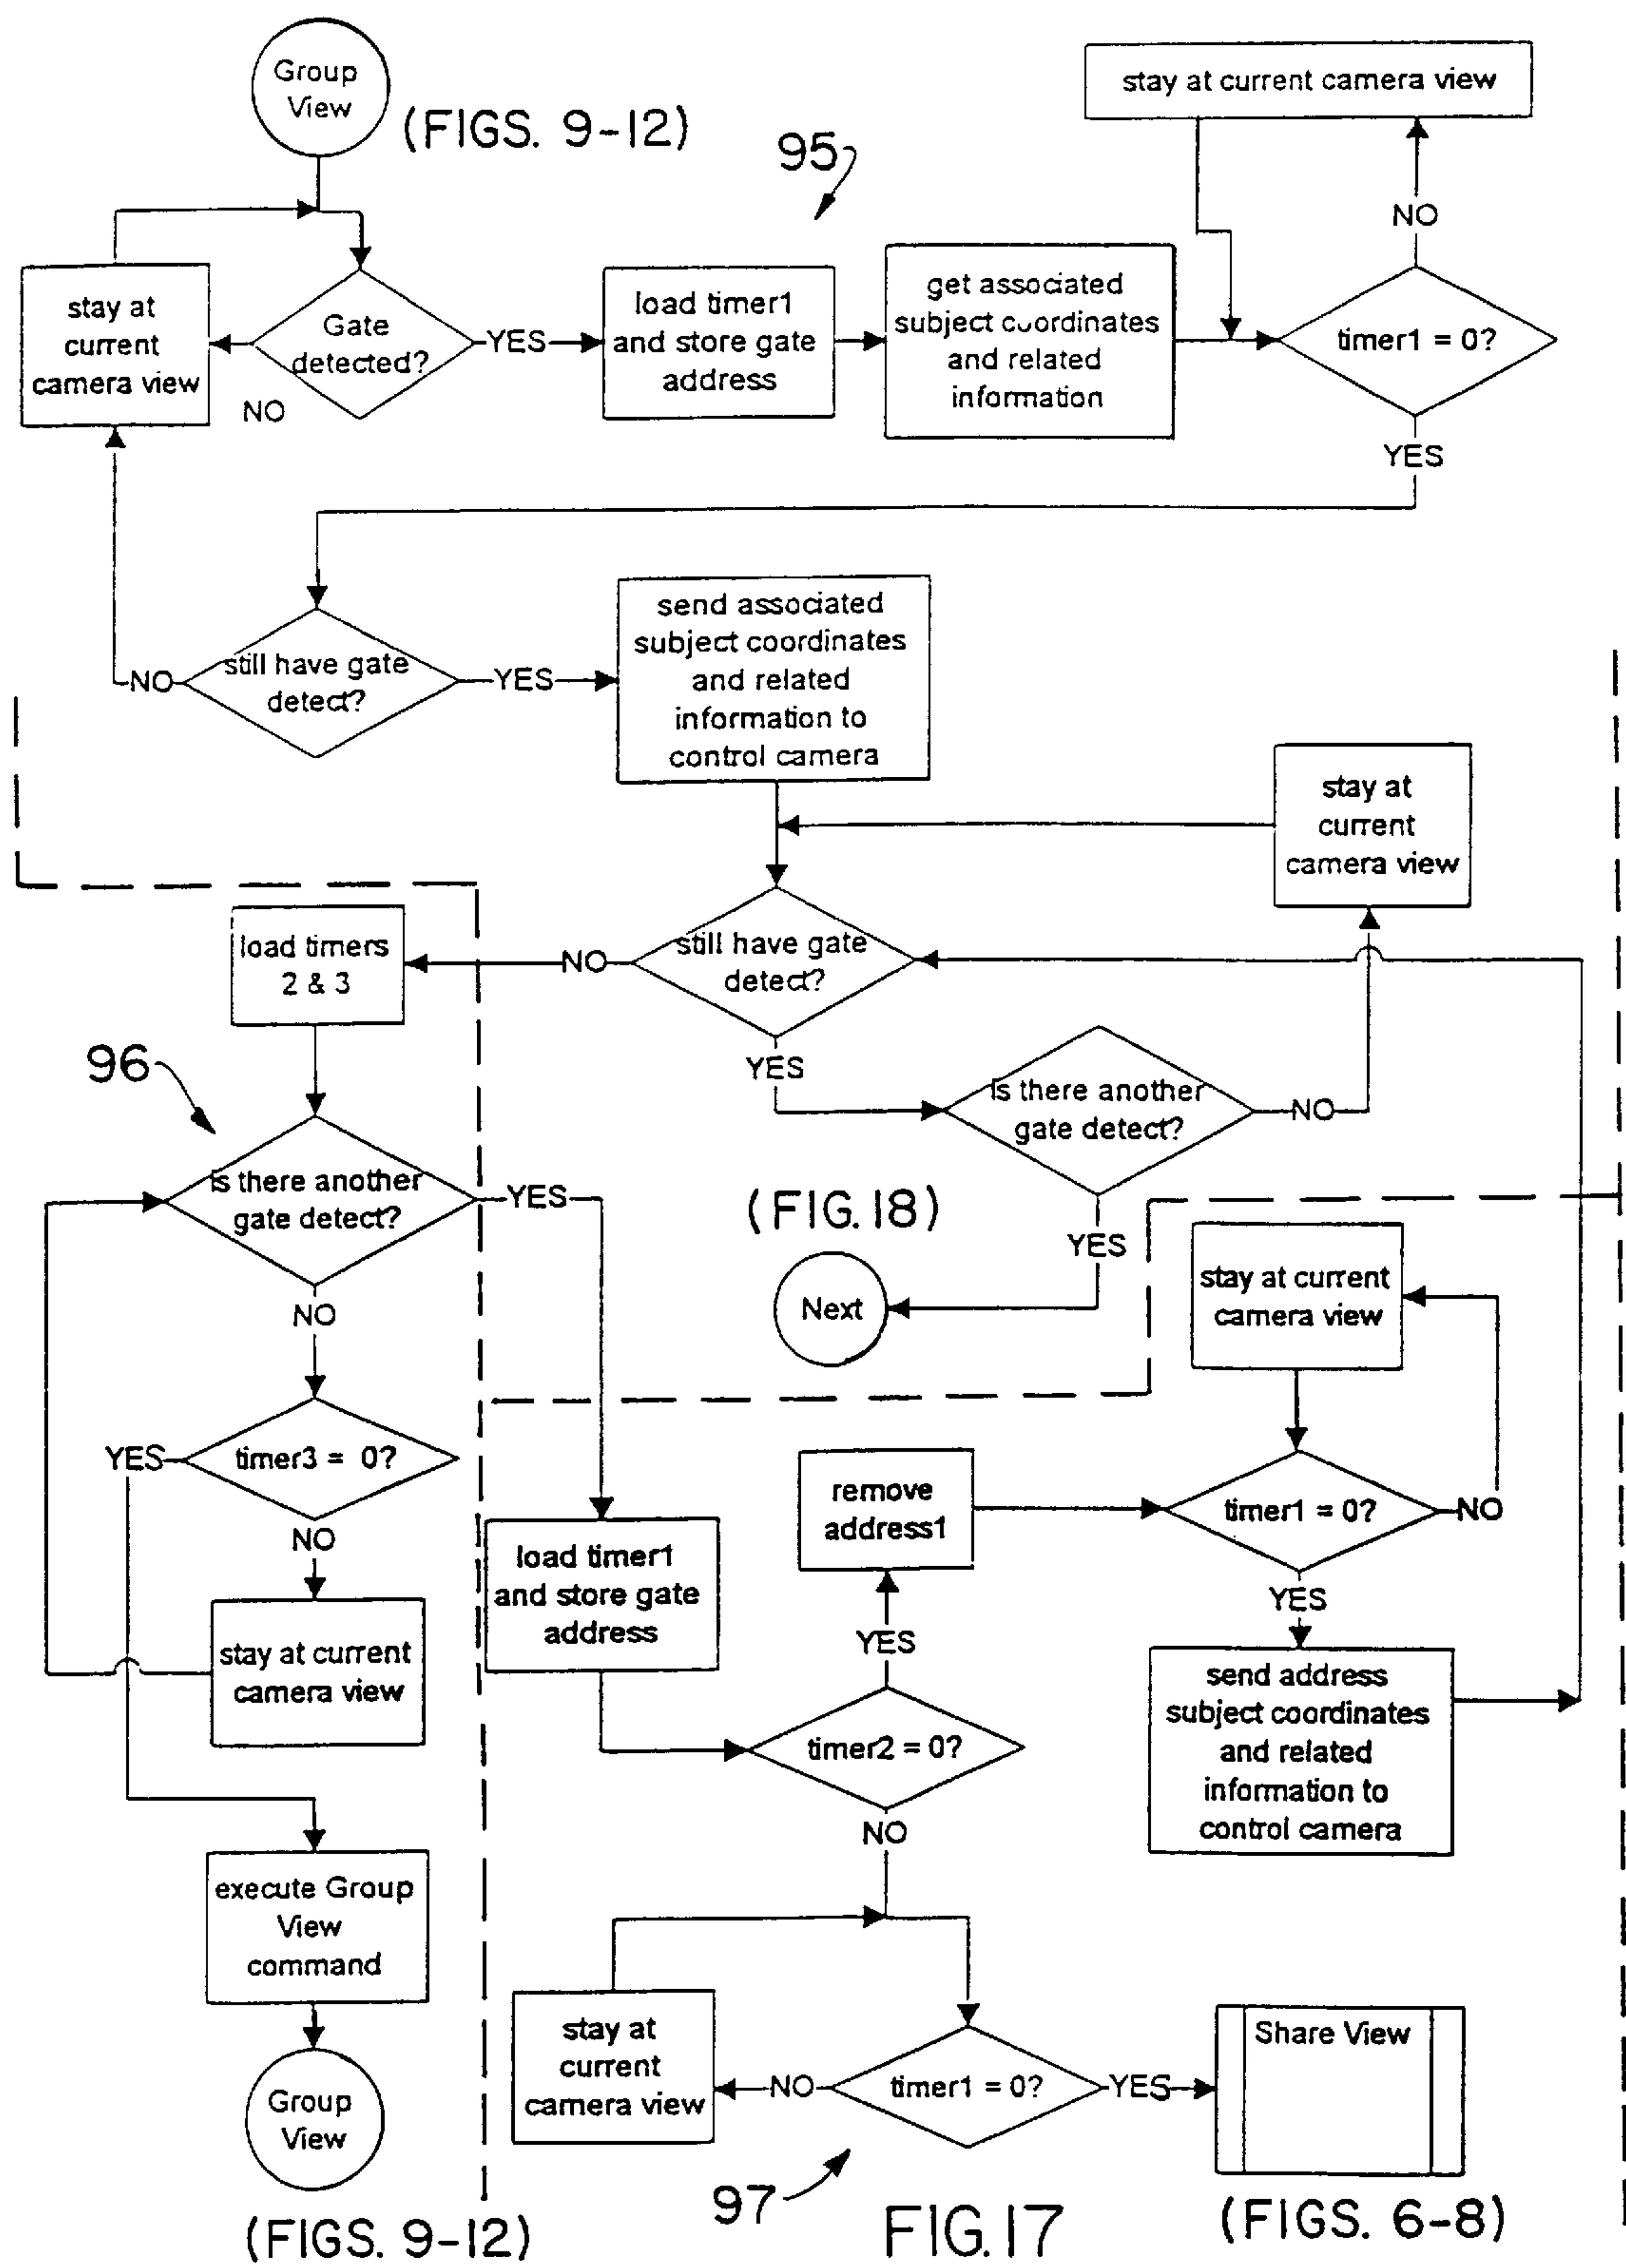 Group
View
(FIGS. 9-12)
95
stay at current camera view
NO
stay at
current
camera view
Gate
detected?
NO
YES
load timer1
and store gate
address
get associated
subject coordinates
and related
information
timer1 = 0?
YES
still have gate
detect?
NO
YES
send associated
subject coordinates
and related
information to
control camera
stay at
current
camera view
load timers
2 & 3
NO
still have gate
detect?
YES
Is there another
gate detect?
NO
YES
(FIG. 18)
Next
96
Is there another
gate detect?
YES
NO
timer3 = 0?
YES
NO
stay at current
camera view
execute Group
View
command
Group
View
(FIGS. 9-12)
load timer1
and store gate
address
remove
address1
YES
timer2 = 0?
NO
stay at current
camera view
timer1 = 0?
NO
YES
send address
subject coordinates
and related
information to
control camera
stay at
current
camera view
NO
timer1 = 0?
YES
Share View
97
FIG. 17
(FIGS. 6-8)